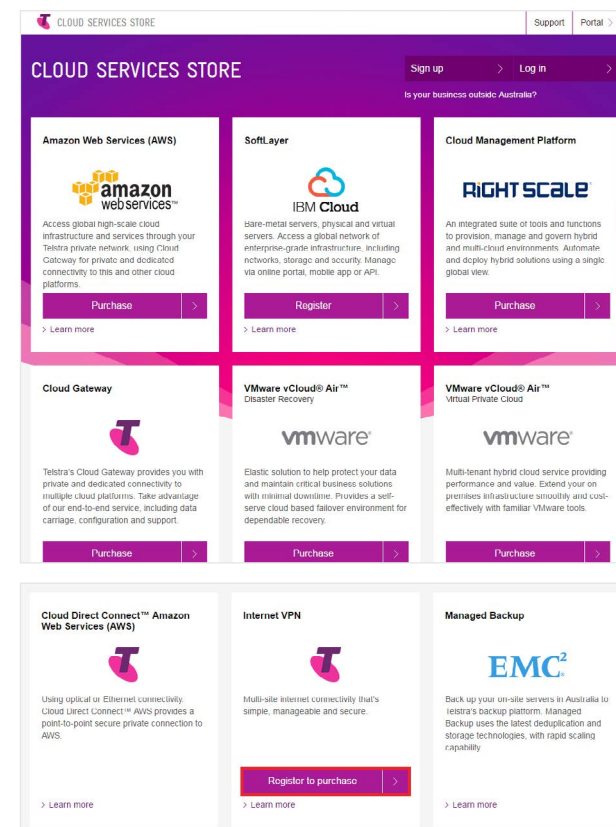 CLOUD SERVICES STORE
Support
Portal >
CLOUD SERVICES STORE
Sign up >
Log in >
Is your business outside Australia?
Amazon Web Services (AWS)
amazon
webservices™
Access global high-scale cloud
infrastructure and services through your
Telstra private network, using Cloud
Gateway for private and dedicated
connectivity to this and other cloud
platforms.
Purchase >
> Learn more
SoftLayer
IBM Cloud
Bare-metal servers, physical and virtual
servers. Access a global network of
enterprise-grade infrastructure, including
networks, storage and security. Manage
via online portal, mobile app or API.
Register >
> Learn more
Cloud Management Platform
RIGHT SCALE®
An integrated suite of tools and functions
to provision, manage and govern hybrid
and multi-cloud environments. Automate
and deploy hybrid solutions using a single
global view.
Purchase >
> Learn more
Cloud Gateway
T
Telstra's Cloud Gateway provides you with
private and dedicated connectivity to
multiple cloud platforms. Take advantage
of our end-to-end service, including data
carriage, configuration and support.
Purchase >
VMware vCloud® Air™
Disaster Recovery
vmware®
Elastic solution to help protect your data
and maintain critical business solutions
with minimal downtime. Provides a self-
serve cloud based failover environment for
dependable recovery.
Purchase >
VMware vCloud® Air™
Virtual Private Cloud
vmware®
Multi-tenant hybrid cloud service providing
performance and value. Extend your on
premises infrastructure smoothly and cost-
effectively with familiar VMware tools.
Purchase >
Cloud Direct Connect™ Amazon
Web Services (AWS)
T
Using optical or Ethernet connectivity.
Cloud Direct Connect™ AWS provides a
point-to-point secure private connection to
AWS.
> Learn more
Internet VPN
T
Multi-site internet connectivity that's
simple, manageable and secure.
Register to purchase >
> Learn more
Managed Backup
EMC²
Back up your on-site servers in Australia to
Telstra's backup platform. Managed
Backup uses the latest deduplication and
storage technologies, with rapid scaling
capability
> Learn more